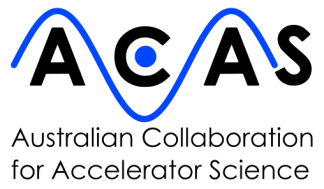 ACAS
Australian Collaboration
for Accelerator Science